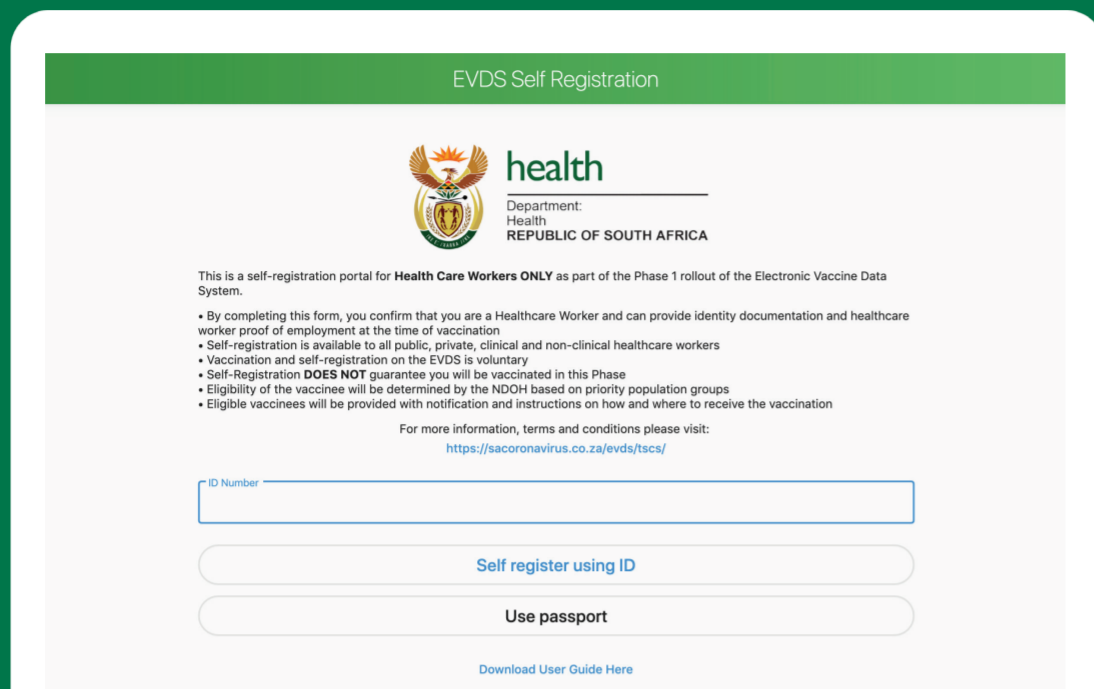 EVDS Self Registration
health
Department:
Health
REPUBLIC OF SOUTH AFRICA
This is a self-registration portal for Health Care Workers ONLY as part of the Phase 1 rollout of the Electronic Vaccine Data
System.
• By completing this form, you confirm that you are a Healthcare Worker and can provide identity documentation and healthcare
worker proof of employment at the time of vaccination
• Self-registration is available to all public, private, clinical and non-clinical healthcare workers
• Vaccination and self-registration on the EVDS is voluntary
• Self-Registration DOES NOT guarantee you will be vaccinated in this Phase
• Eligibility of the vaccinee will be determined by the NDOH based on priority population groups
• Eligible vaccinees will be provided with notification and instructions on how and where to receive the vaccination
For more information, terms and conditions please visit:
https://sacoronavirus.co.za/evds/tscs/
ID Number
Self register using ID
Use passport
Download User Guide Here